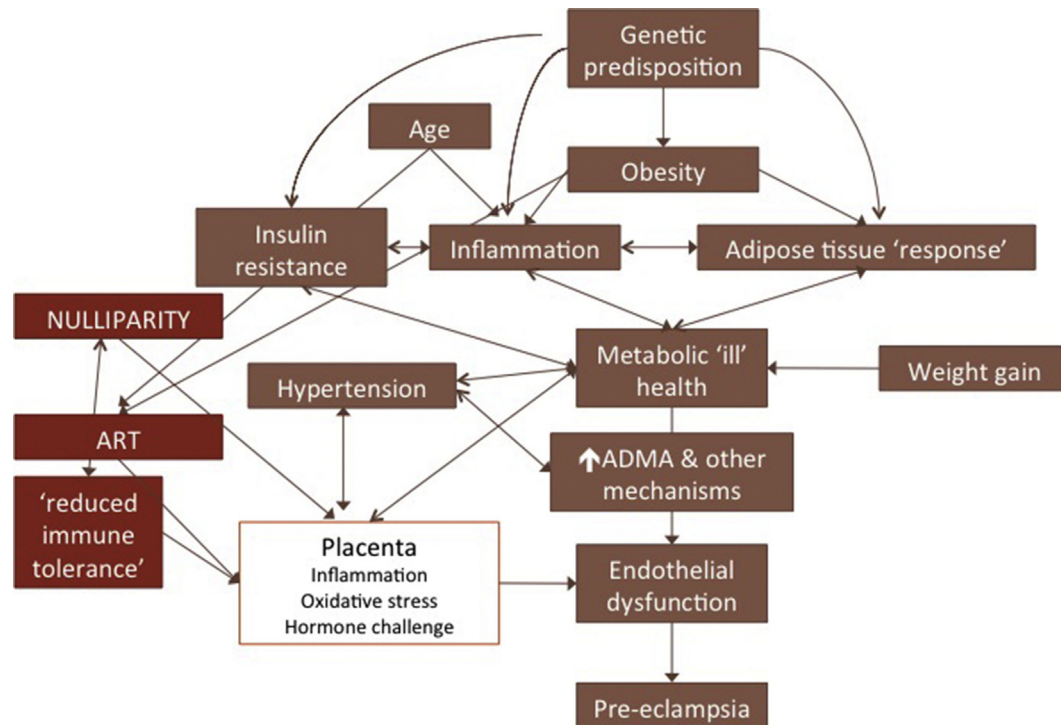 Genetic
predisposition
Age
Obesity
Insulin
resistance
Inflammation
Adipose tissue ‘response’
NULLIPARITY
Metabolic ‘ill’
health
Weight gain
Hypertension
ART
⬆ADMA & other
mechanisms
‘reduced
immune
tolerance’
Placenta
Inflammation
Oxidative stress
Hormone challenge
Endothelial
dysfunction
Pre-eclampsia